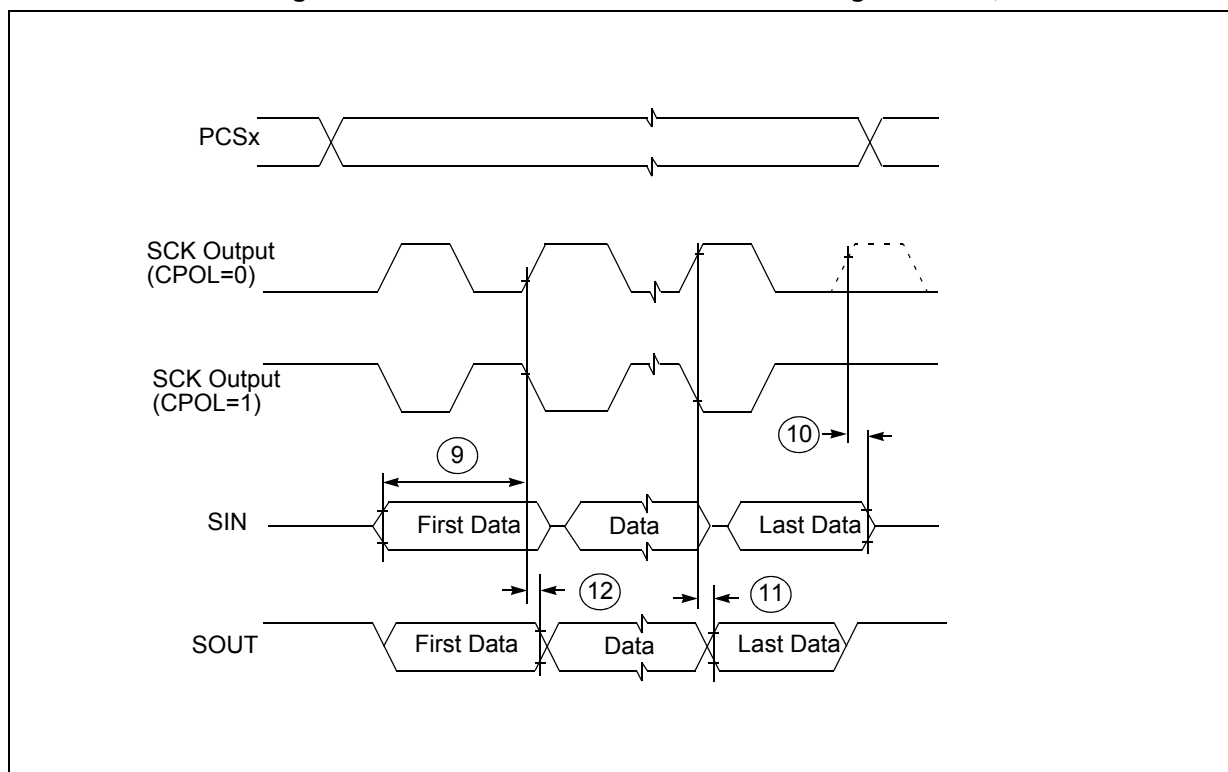 PCSx
SCK Output
(CPOL=0)
SCK Output
(CPOL=1)
10
9
SIN
First Data
Data
Last Data
12
11
SOUT
First Data
Data
Last Data